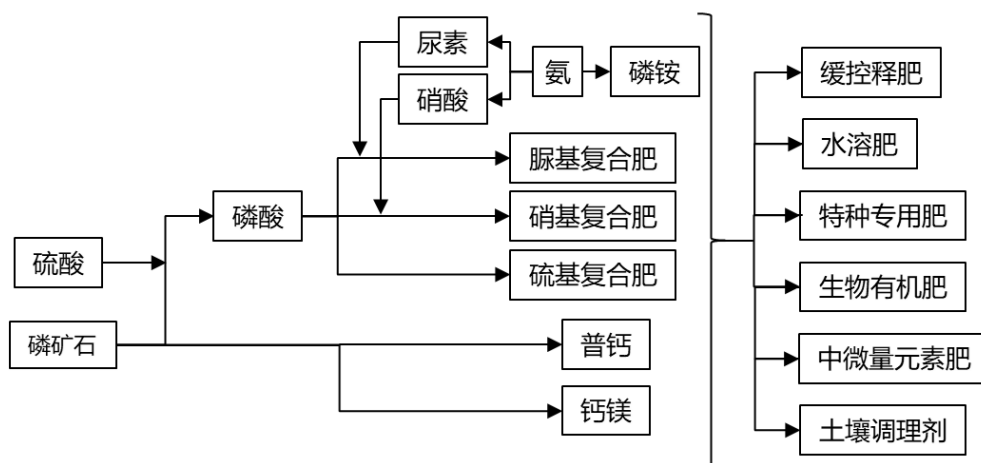 尿素
氨
磷铵
硝酸
脲基复合肥
磷酸
硝基复合肥
硫酸
硫基复合肥
磷矿石
普钙
钙镁
缓控释肥
水溶肥
特种专用肥
生物有机肥
中微量元素肥
土壤调理剂